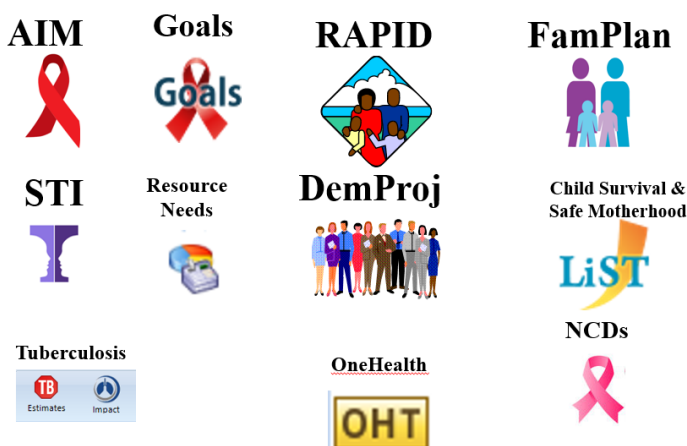 AIM
Goals
RAPID
FamPlan
Goals
STI
Resource
Needs
DemProj
Child Survival &
Safe Motherhood
LiST
NCDs
Tuberculosis
TB
Estimates
Impact
OneHealth
OHT